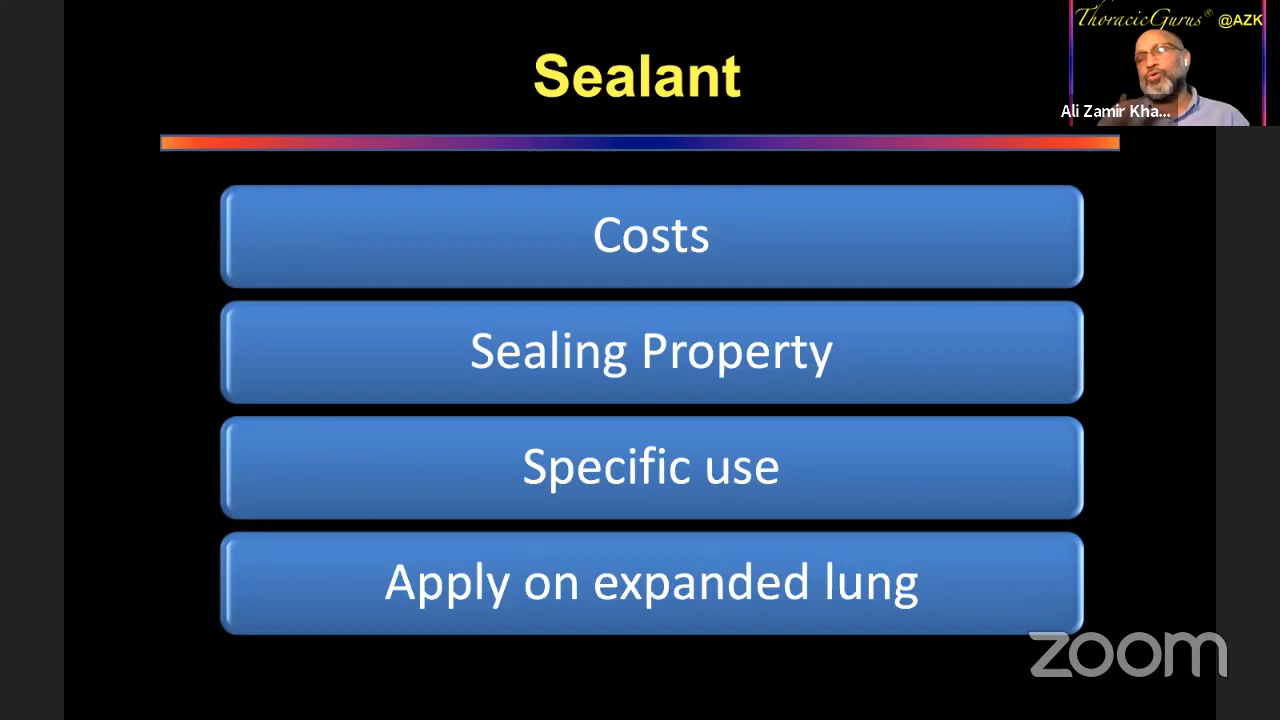 ThoracicGurus® @AZK
Ali Zamir Kha...
Sealant
Costs
Sealing Property
Specific use
Apply on expanded lung
zoom